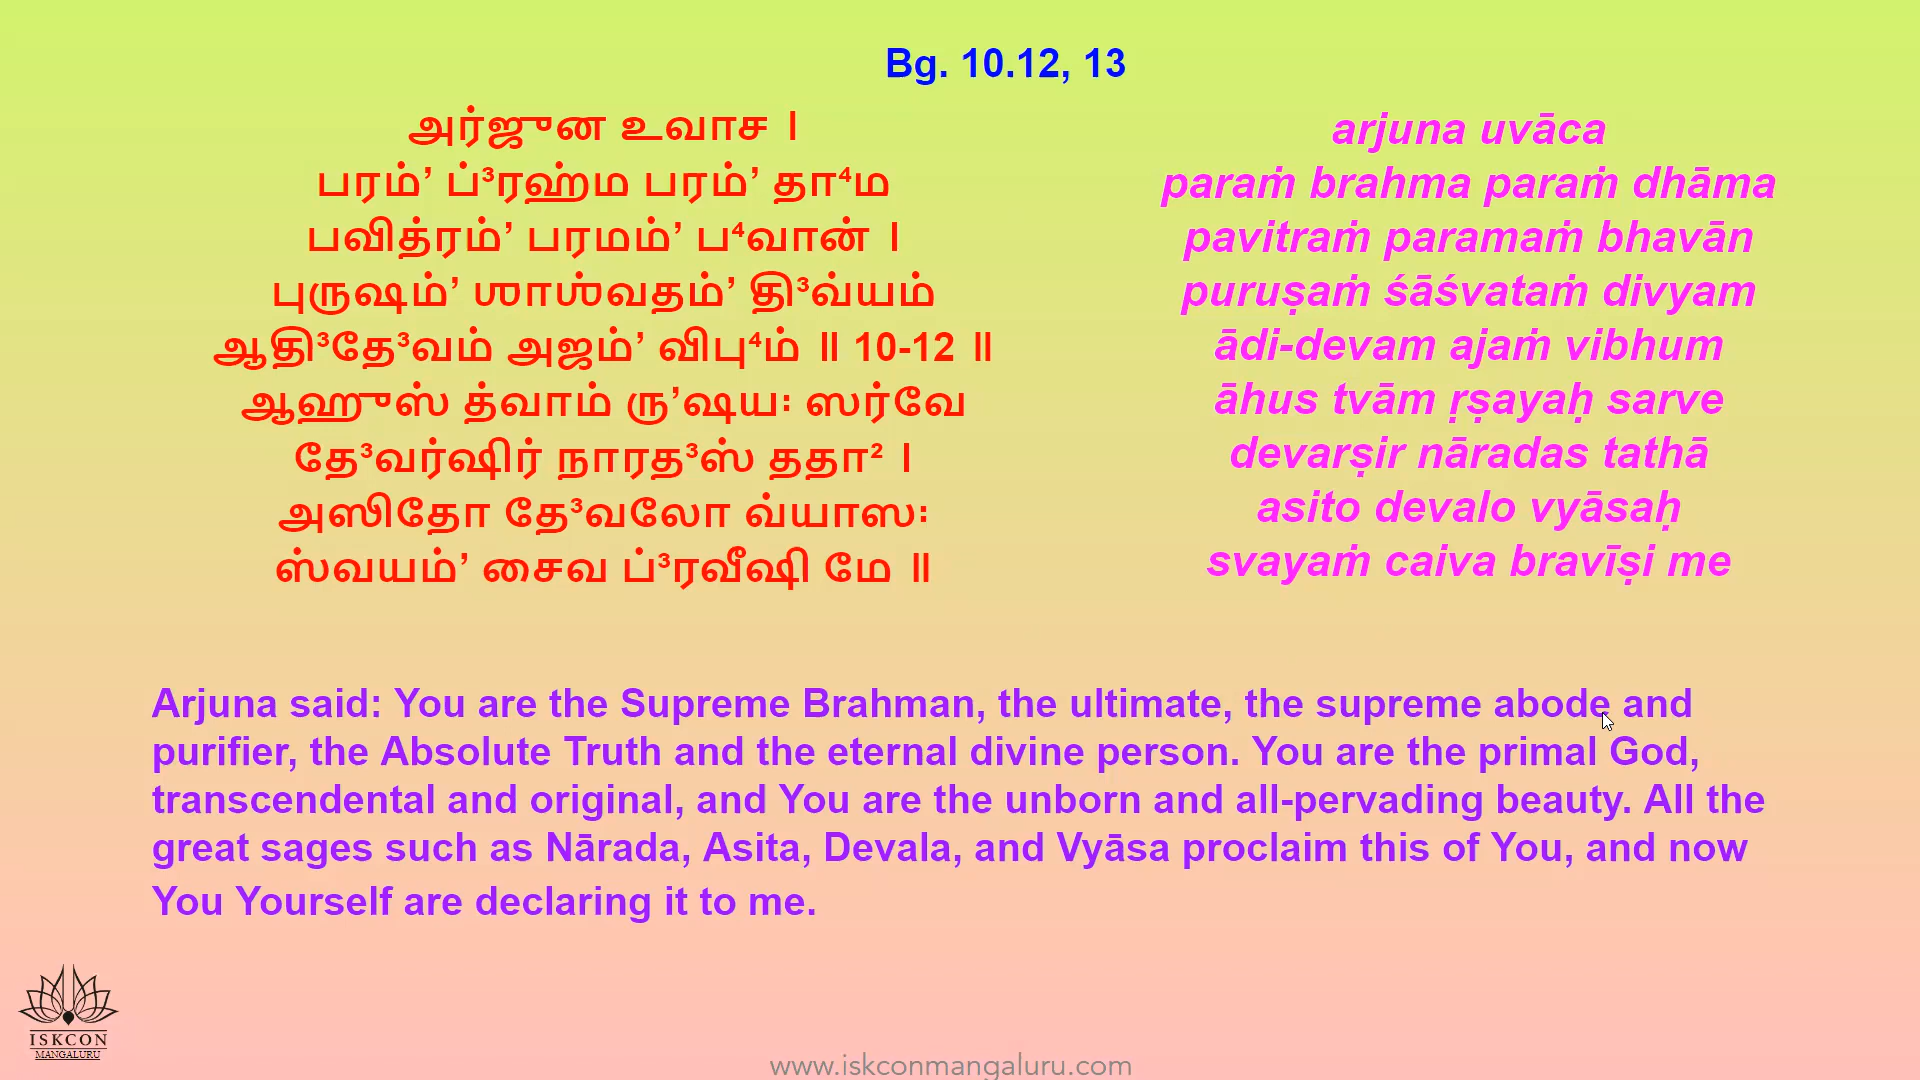 Bg. 10.12, 13
அர்ஜுன உவாச ।
பரம்ʼ ப்³ரஹ்ம பரம்ʼ தா⁴ம
பவித்ரம்ʼ பரமம்ʼ ப⁴வான் ।
புருஷம்ʼ ஶாஶ்வதம்ʼ தி³வ்யம்
ஆதி³தே³வம் அஜம்ʼ விபு⁴ம் ॥ 10-12 ॥
ஆஹுஸ் த்வாம் ருʼஷய꞉ ஸர்வே
தே³வர்ஷிர் நாரத³ஸ் ததா² ।
அஸிதோ தே³வலோ வ்யாஸ꞉
ஸ்வயம்ʼ சைவ ப்³ரவீஷி மே ॥
arjuna uvāca
paraṁ brahma paraṁ dhāma
pavitraṁ paramaṁ bhavān
puruṣaṁ śāśvataṁ divyam
ādi-devam ajaṁ vibhum
āhus tvām ṛṣayaḥ sarve
devarṣir nāradas tathā
asito devalo vyāsaḥ
svayaṁ caiva bravīṣi me
Arjuna said: You are the Supreme Brahman, the ultimate, the supreme abode and
purifier, the Absolute Truth and the eternal divine person. You are the primal God,
transcendental and original, and You are the unborn and all-pervading beauty. All the
great sages such as Nārada, Asita, Devala, and Vyāsa proclaim this of You, and now
You Yourself are declaring it to me.
ISKCON
MANGALURU
www.iskconmangaluru.com